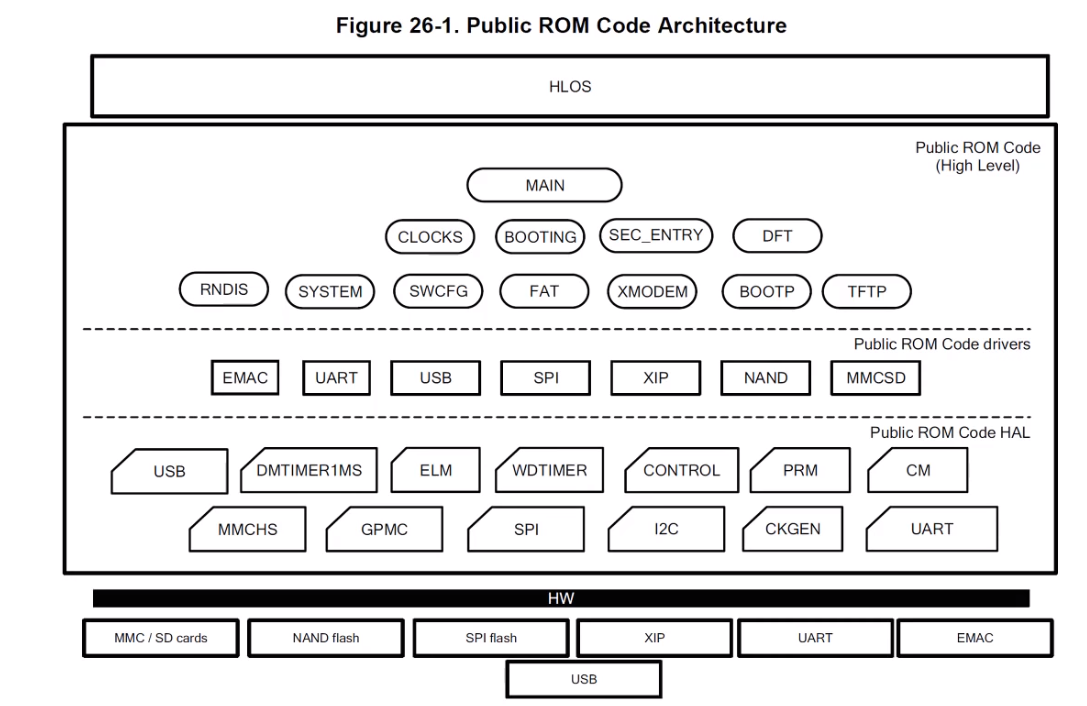 Figure 26-1. Public ROM Code Architecture
HLOS
Public ROM Code
(High Level)
MAIN
CLOCKS BOOTING SEC_ENTRY DFT
RNDIS SYSTEM SWCFG FAT XMODEM BOOTP TFTP
Public ROM Code drivers
EMAC UART USB SPI XIP NAND MMCSD
Public ROM Code HAL
USB DMTIMER1MS ELM WDTIMER CONTROL PRM CM
MMCHS GPMC SPI I2C CKGEN UART
HW
MMC / SD cards NAND flash SPI flash XIP UART EMAC
USB